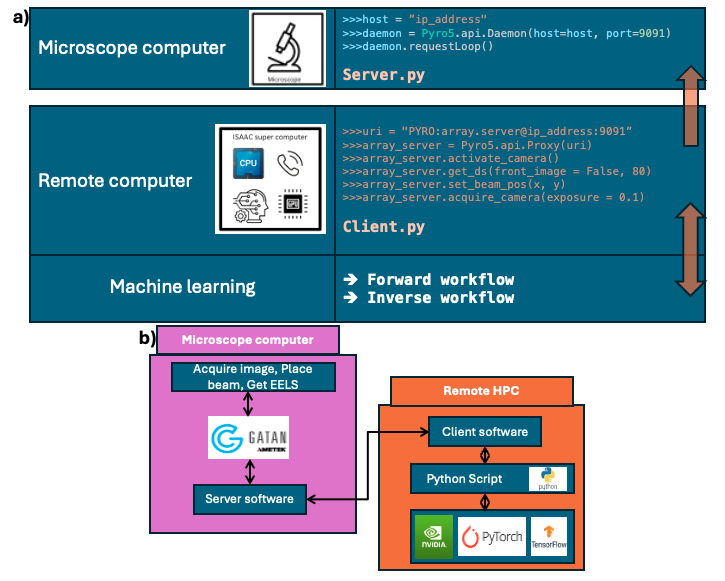 a)
Microscope computer
Microscope
>>>host = "ip_address"
>>>daemon = Pyro5.api.Daemon(host=host, port=9091)
>>>daemon.requestLoop()
Server.py
Remote computer
ISAAC super computer
CPU
>>>uri = "PYRO:array.server@ip_address:9091"
>>>array_server = Pyro5.api.Proxy(uri)
>>>array_server.activate_camera()
>>>array_server.get_ds(front_image = False, 80)
>>>array_server.set_beam_pos(x, y)
>>>array_server.acquire_camera(exposure = 0.1)
Client.py
Machine learning
➔ Forward workflow
➔ Inverse workflow
b)
Microscope computer
Acquire image, Place
beam, Get EELS
GATAN
AMETEK
Server software
Remote HPC
Client software
Python Script
python
NVIDIA
PyTorch
TensorFlow